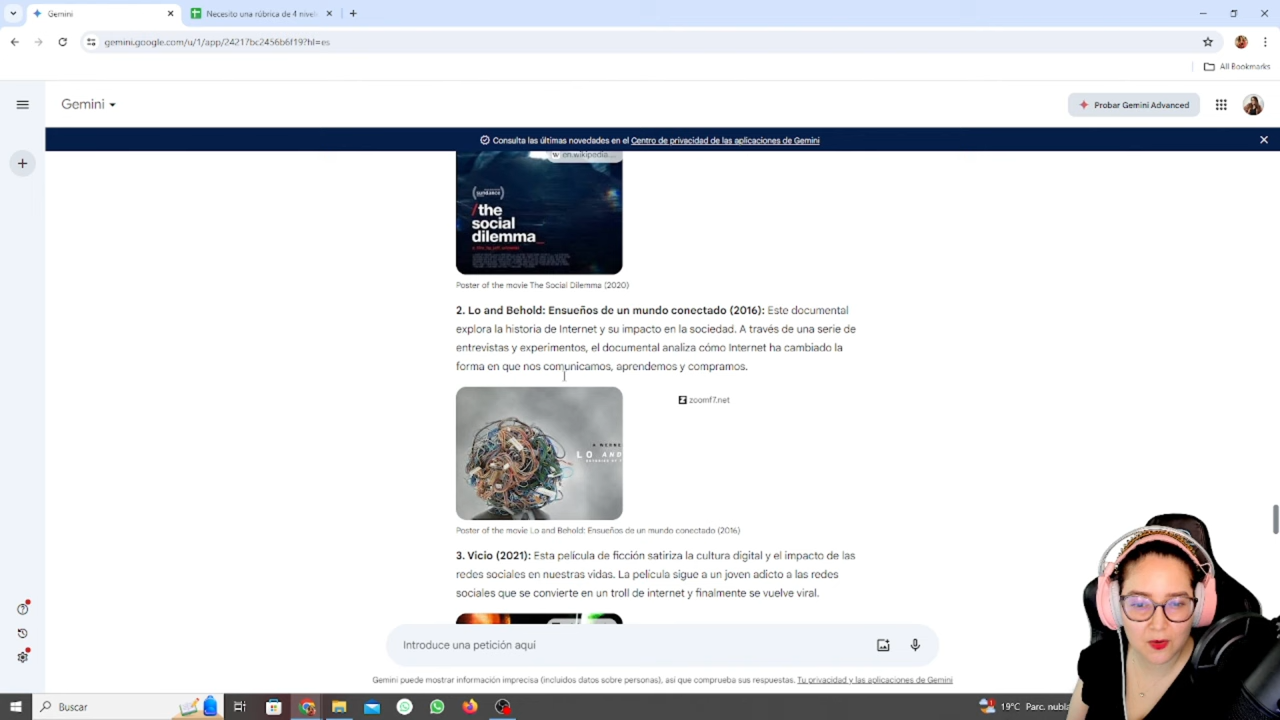 Gemini
Necesito una rúbrica de 4 nivel
gemini.google.com/u/1/app/24217bc2456b6f19?hl=es
All Bookmarks
Gemini
Probar Gemini Advanced
Consulta las últimas novedades en el Centro de privacidad de las aplicaciones de Gemini
W en.wikipedia ...
sundance
/the
social
dilemma_
Poster of the movie The Social Dilemma (2020)
2. Lo and Behold: Ensueños de un mundo conectado (2016): Este documental
explora la historia de Internet y su impacto en la sociedad. A través de una serie de
entrevistas y experimentos, el documental analiza cómo Internet ha cambiado la
forma en que nos comunicamos, aprendemos y compramos.
Z zoomf7.net
LO AND
Poster of the movie Lo and Behold: Ensueños de un mundo conectado (2016)
3. Vicio (2021): Esta película de ficción satiriza la cultura digital y el impacto de las
redes sociales en nuestras vidas. La película sigue a un joven adicto a las redes
sociales que se convierte en un troll de internet y finalmente se vuelve viral.
Introduce una petición aquí
Gemini puede mostrar información imprecisa (incluidos datos sobre personas), así que comprueba sus respuestas. Tu privacidad y las aplicaciones de Gemini
Buscar
19°C Parc. nubla